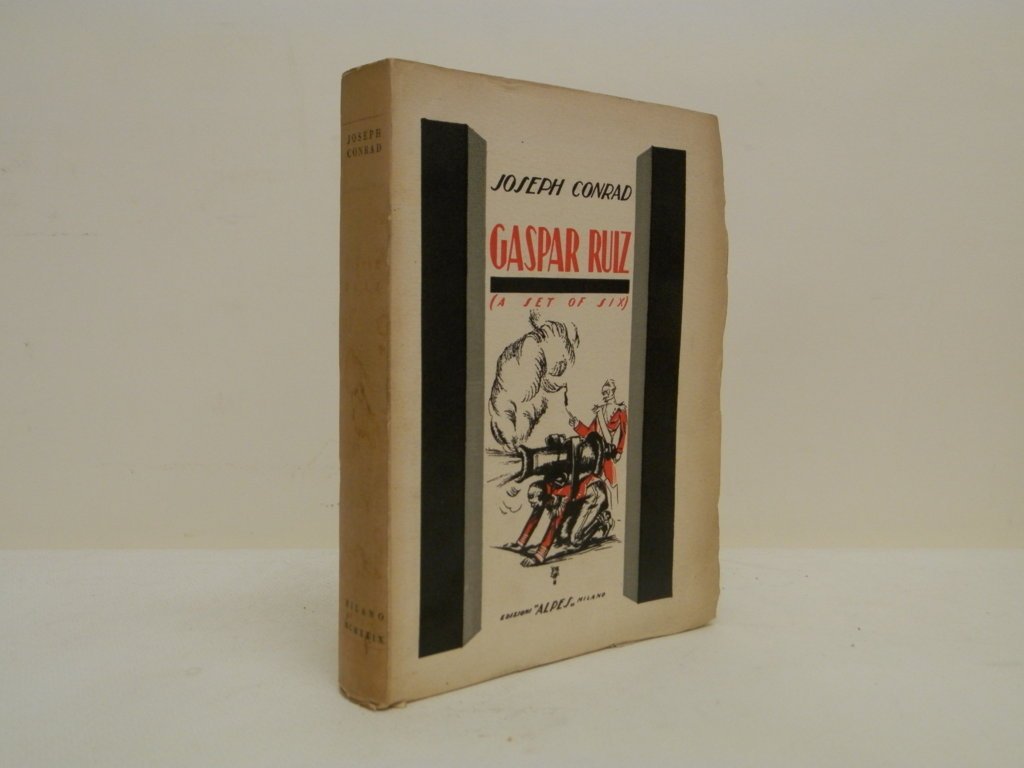 JOSEPH
CONRAD
MILANO
JOSEPH CONRAD
GASPAR RUIZ
(A SET OF SIX)
EDIZIONI "ALPES" MILANO